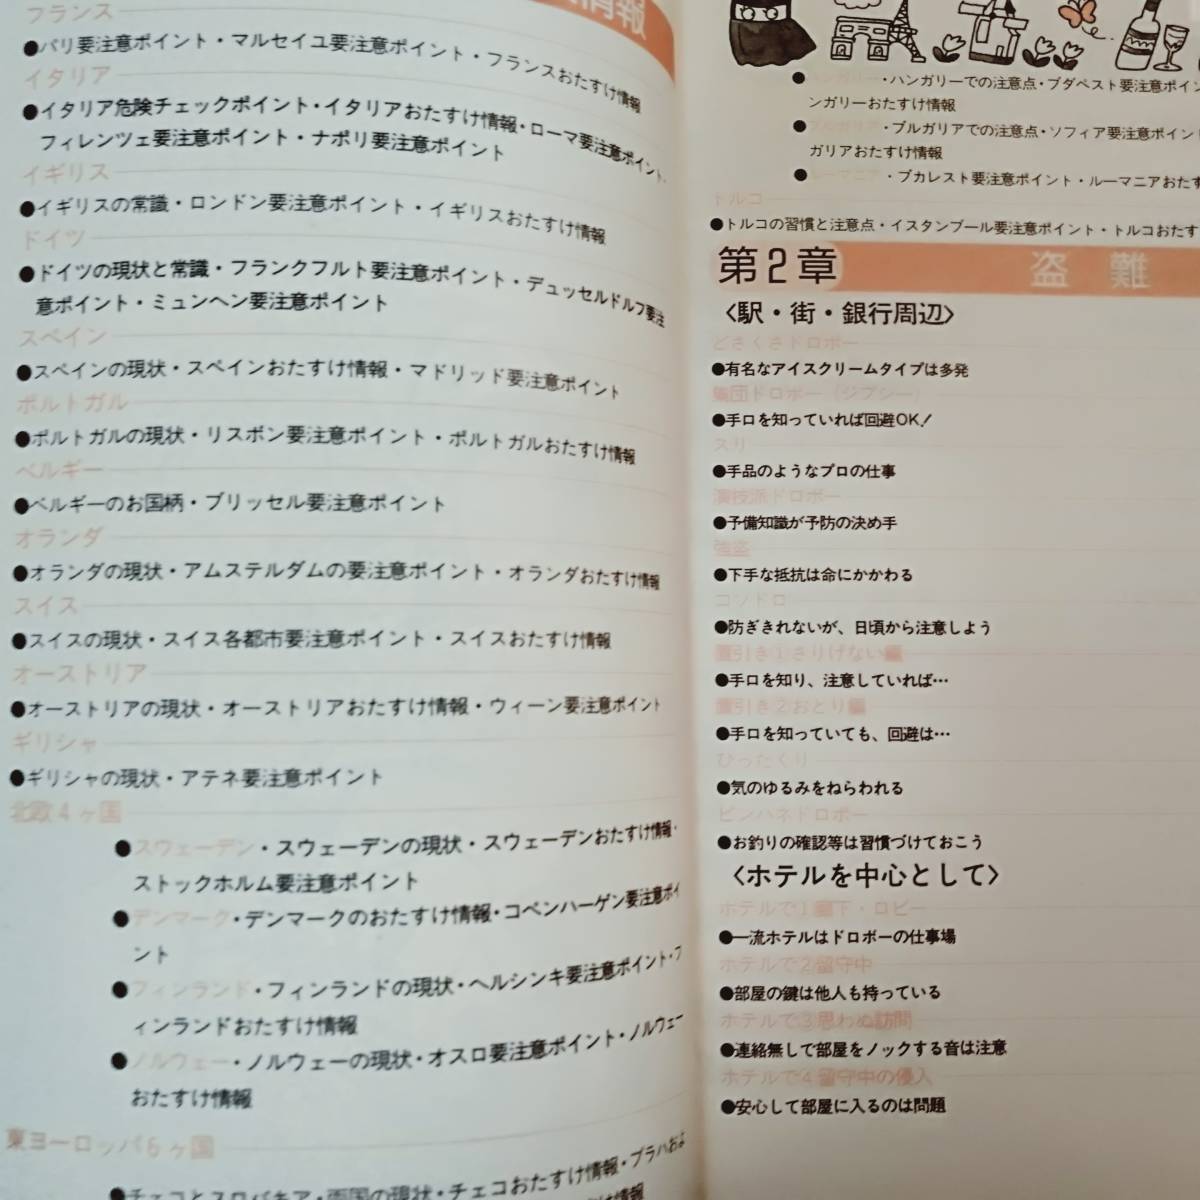 情報
フランス
●パリ要注意ポイント・マルセイユ要注意ポイント・フランスおたすけ情報
イタリア
●イタリア危険チェックポイント・イタリアおたすけ情報・ローマ要注意ポイント・
フィレンツェ要注意ポイント・ナポリ要注意ポイント
イギリス
●イギリスの常識・ロンドン要注意ポイント・イギリスおたすけ情報
ドイツ
●ドイツの現状と常識・フランクフルト要注意ポイント・デュッセルドルフ要注
意ポイント・ミュンヘン要注意ポイント
スペイン
●スペインの現状・スペインおたすけ情報・マドリッド要注意ポイント
ポルトガル
●ポルトガルの現状・リスボン要注意ポイント・ポルトガルおたすけ情報
ベルギー
●ベルギーのお国柄・ブリッセル要注意ポイント
オランダ
●オランダの現状・アムステルダムの要注意ポイント・オランダおたすけ情報
スイス
●スイスの現状・スイス各都市要注意ポイント・スイスおたすけ情報
オーストリア
●オーストリアの現状・オーストリアおたすけ情報・ウィーン要注意ポイント
ギリシャ
●ギリシャの現状・アテネ要注意ポイント
北欧4ヶ国
●スウェーデン・スウェーデンの現状・スウェーデンおたすけ情報・
ストックホルム要注意ポイント
●デンマーク・デンマークのおたすけ情報・コペンハーゲン要注意ポイ
ント
●フィンランド・フィンランドの現状・ヘルシンキ要注意ポイント・フ
ィンランドおたすけ情報
●ノルウェー・ノルウェーの現状・オスロ要注意ポイント・ノルウェー
おたすけ情報
東ヨーロッパ6ヶ国
●チェコとスロバキア・両国の現状・チェコおたすけ情報・プラハおよ
すけ情報
●ハンガリー・ハンガリーでの注意点・ブダペスト要注意ポイン
ンガリーおたすけ情報
●ブルガリア・ブルガリアでの注意点・ソフィア要注意ポイント
ガリアおたすけ情報
●ルーマニア・ブカレスト要注意ポイント・ルーマニアおたす
トルコ
●トルコの習慣と注意点・イスタンブール要注意ポイント・トルコおたす
第2章 盗難
〈駅・街・銀行周辺〉
どさくさドロボー
●有名なアイスクリームタイプは多発
集団ドロボー(ジプシー)
●手口を知っていれば回避OK!
スリ
●手品のようなプロの仕事
演技派ドロボー
●予備知識が予防の決め手
強盗
●下手な抵抗は命にかかわる
コソドロ
●防ぎきれないが、日頃から注意しよう
置引き①さりげない編
●手口を知り、注意していれば…
置引き②おとり編
●手口を知っていても、回避は…
ひったくり
●気のゆるみをねらわれる
ピンハネドロボー
●お釣りの確認等は習慣づけておこう
〈ホテルを中心として〉
ホテルで①廊下・ロビー
●一流ホテルはドロボーの仕事場
ホテルで②留守中
●部屋の鍵は他人も持っている
ホテルで③思わぬ訪問
●連絡無しで部屋をノックする音は注意
ホテルで④留守中の侵入
●安心して部屋に入るのは問題